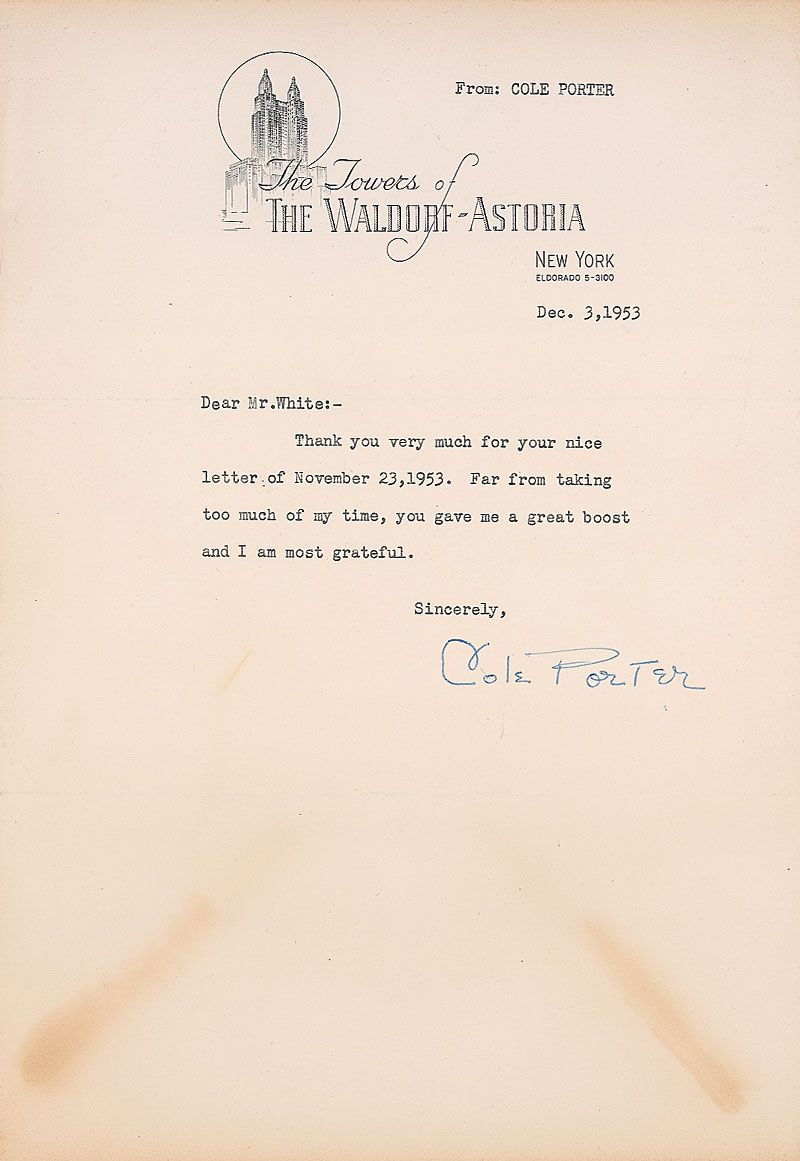 From: COLE PORTER
The Towers of
THE WALDORF-ASTORIA
NEW YORK
ELDORADO 5-3100
Dec. 3,1953
Dear Mr.White:-
Thank you very much for your nice
letter of November 23,1953. Far from taking
too much of my time, you gave me a great boost
and I am most grateful.
Sincerely,
Cole Porter